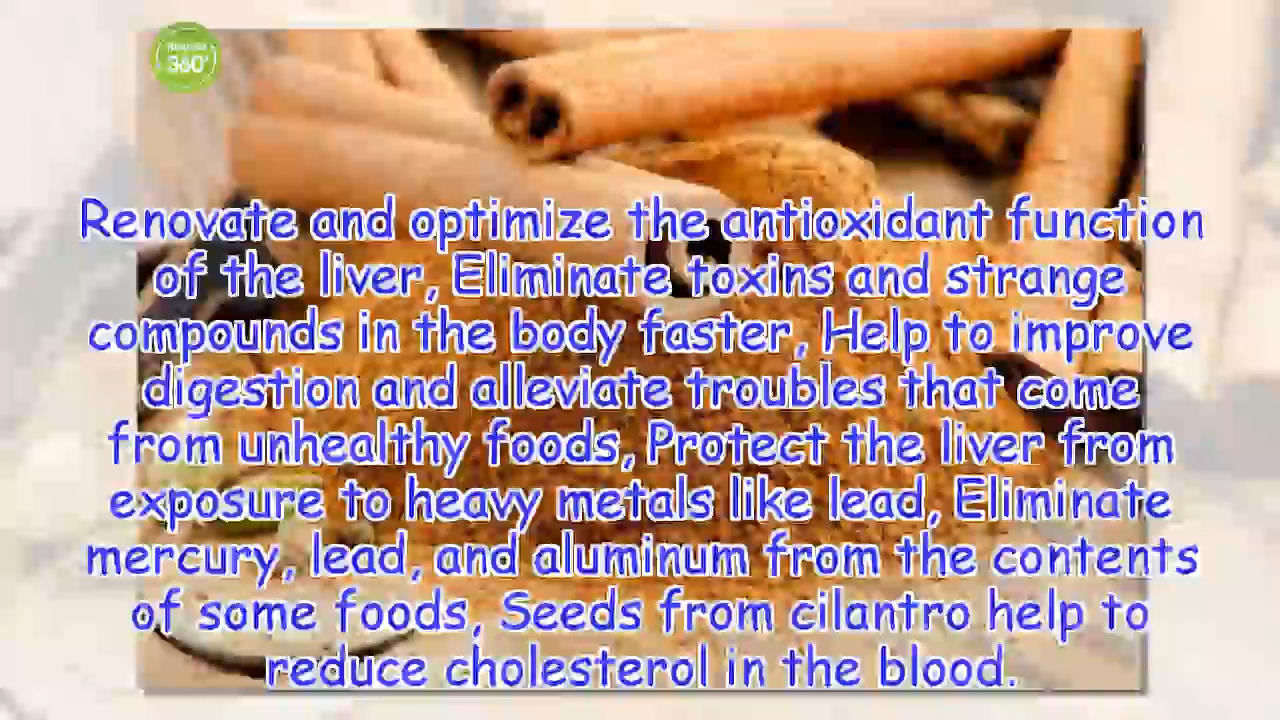 360°
Renovate and optimize the antioxidant function
of the liver, Eliminate toxins and strange
compounds in the body faster, Help to improve
digestion and alleviate troubles that come
from unhealthy foods, Protect the liver from
exposure to heavy metals like lead, Eliminate
mercury, lead, and aluminum from the contents
of some foods, Seeds from cilantro help to
reduce cholesterol in the blood.